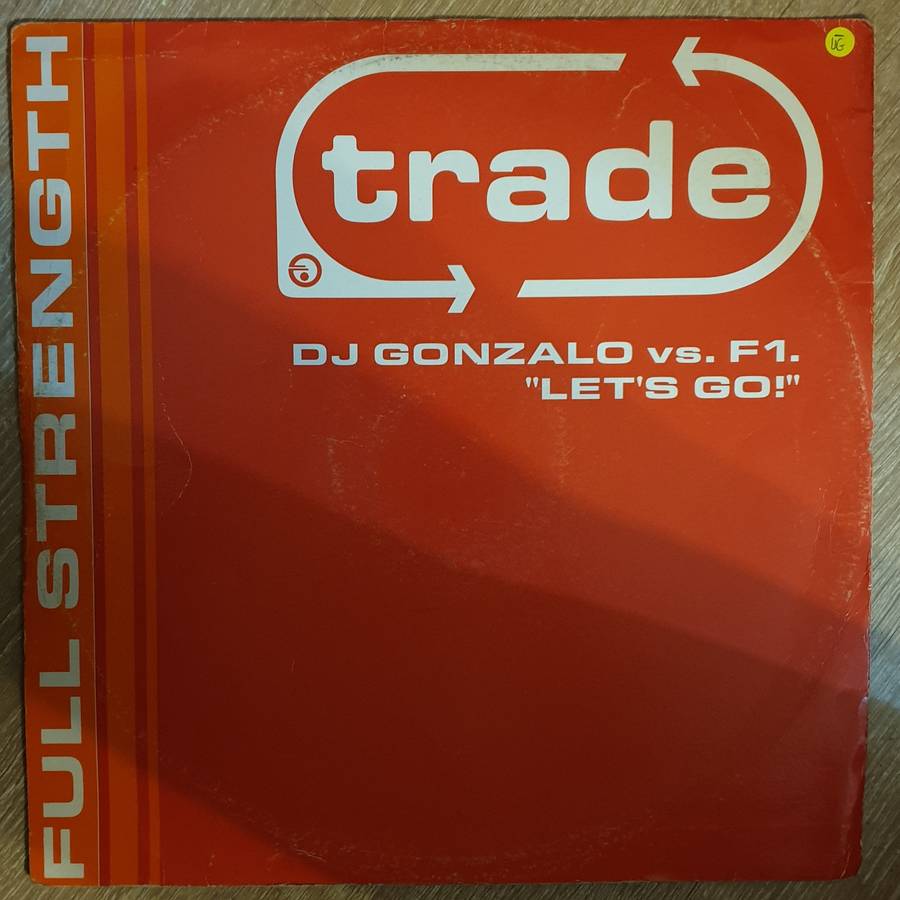 FULL STRENGTH
trade
DJ GONZALO vs. F1.
"LET'S GO!"